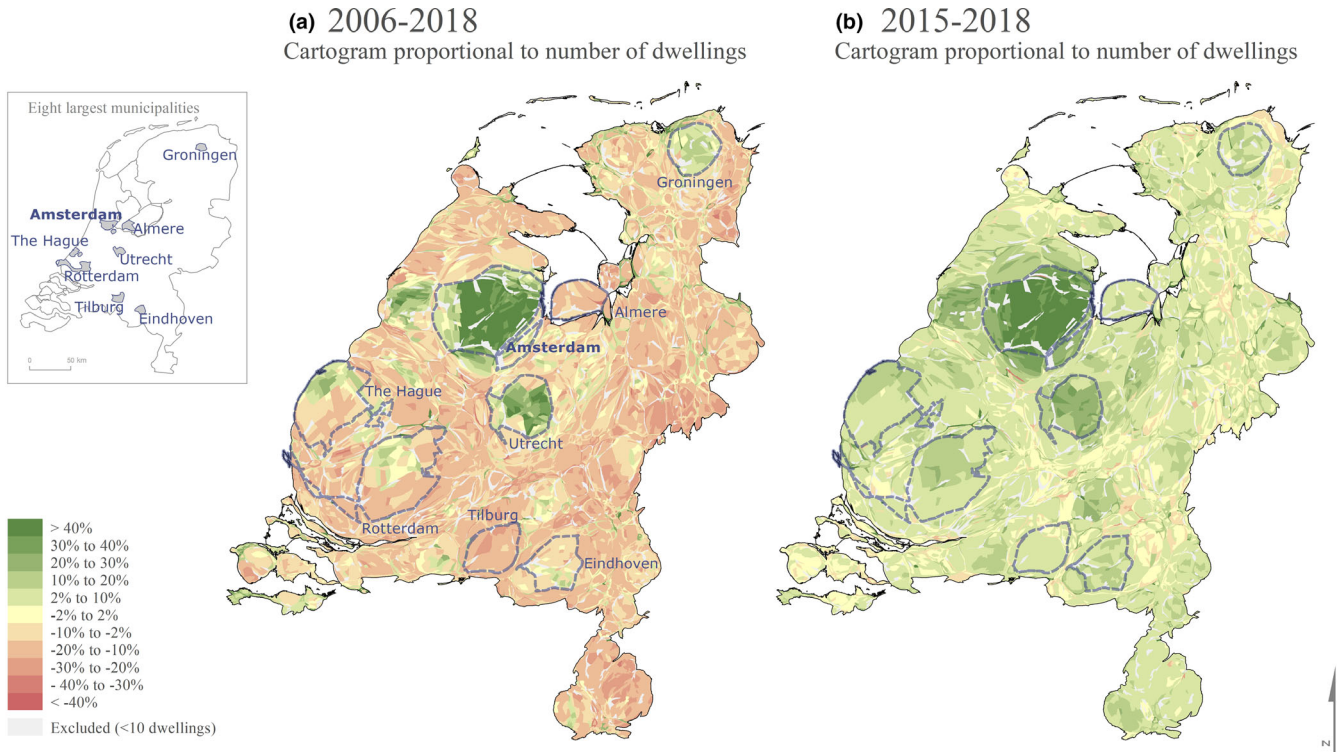 (a) 2006-2018
Cartogram proportional to number of dwellings
(b) 2015-2018
Cartogram proportional to number of dwellings
Eight largest municipalities
Groningen
Amsterdam
Almere
The Hague
Utrecht
Rotterdam
Tilburg
Eindhoven
0 50 km
Groningen
Almere
Amsterdam
The Hague
Utrecht
Tilburg
Rotterdam
Eindhoven
> 40%
30% to 40%
20% to 30%
10% to 20%
2% to 10%
-2% to 2%
-10% to -2%
-20% to -10%
-30% to -20%
- 40% to -30%
< -40%
Excluded (<10 dwellings)
N